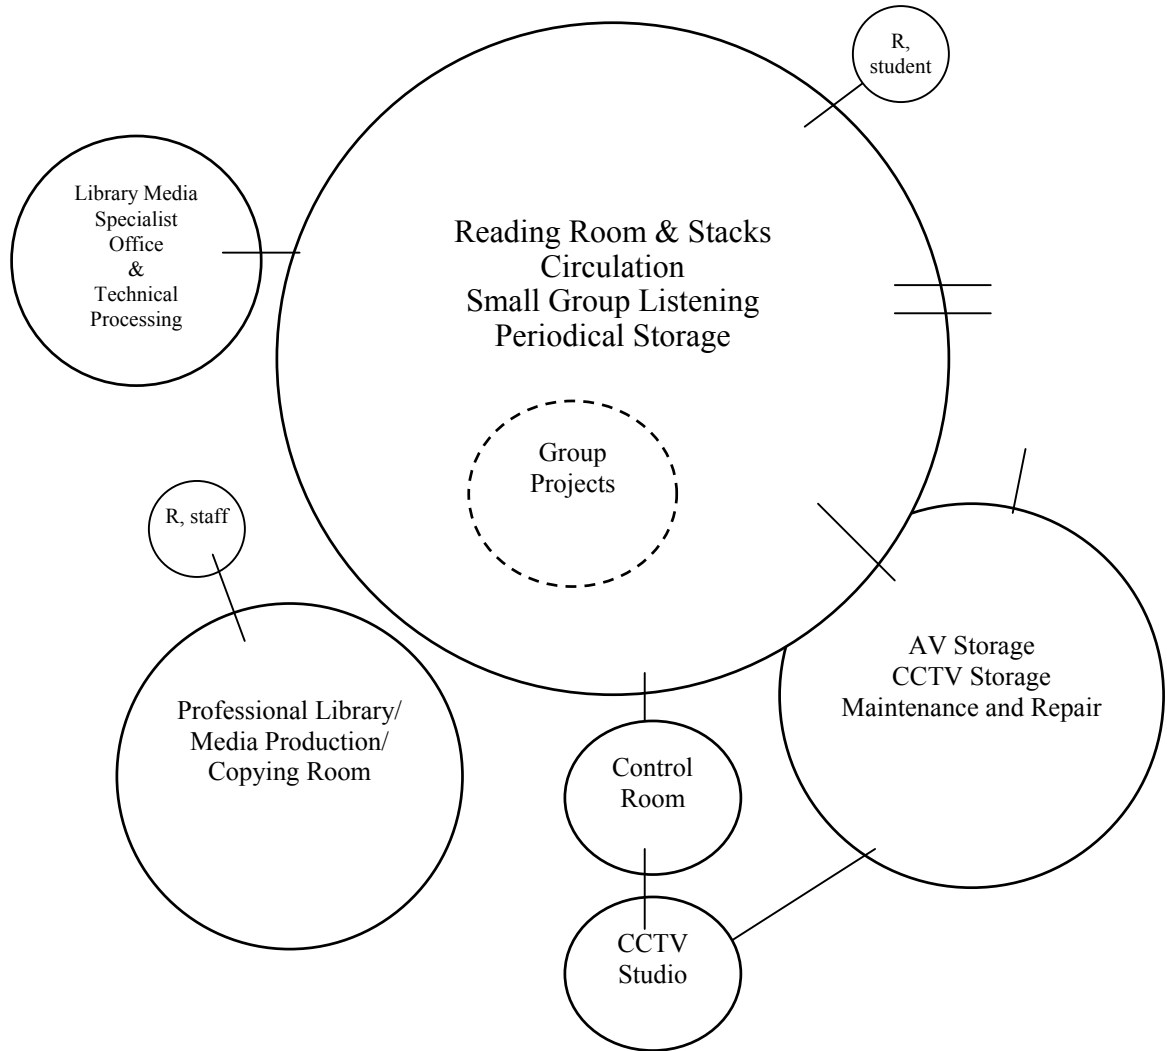 R,
student
Library Media
Specialist
Office
&
Technical
Processing
Reading Room & Stacks
Circulation
Small Group Listening
Periodical Storage
Group
Projects
R, staff
Professional Library/
Media Production/
Copying Room
AV Storage
CCTV Storage
Maintenance and Repair
Control
Room
CCTV
Studio